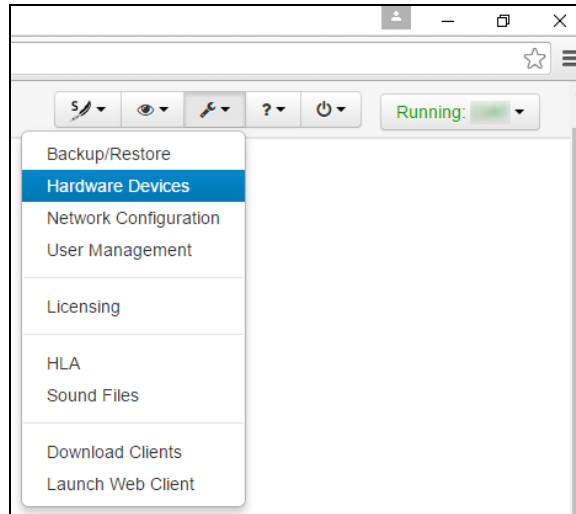 S ?
Running:
Backup/Restore
Hardware Devices
Network Configuration
User Management
Licensing
HLA
Sound Files
Download Clients
Launch Web Client